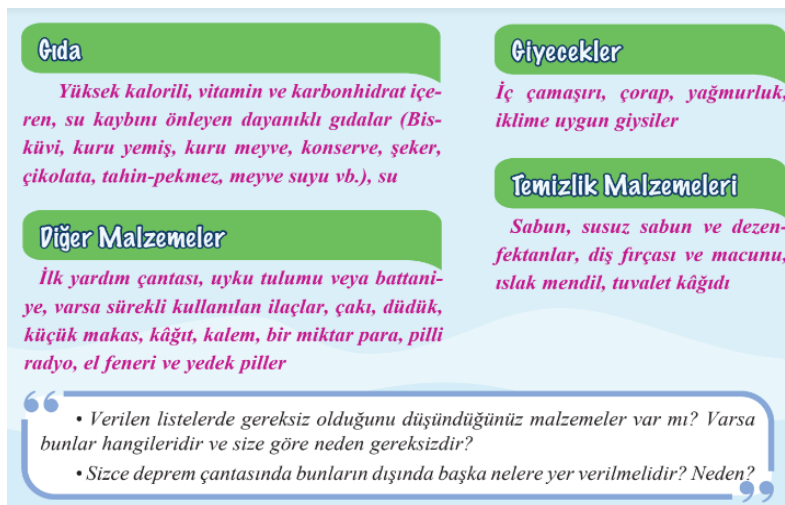 Gıda
Yüksek kalorili, vitamin ve karbonhidrat içe-
ren, su kaybını önleyen dayanıklı gıdalar (Bis-
küvi, kuru yemiş, kuru meyve, konserve, şeker,
çikolata, tahin-pekmez, meyve suyu vb.), su
Diğer Malzemeler
İlk yardım çantası, uyku tulumu veya battani-
ye, varsa sürekli kullanılan ilaçlar, çakı, düdük,
küçük makas, kâğıt, kalem, bir miktar para, pilli
radyo, el feneri ve yedek piller
Giyecekler
İç çamaşırı, çorap, yağmurluk,
iklime uygun giysiler
Temizlik Malzemeleri
Sabun, susuz sabun ve dezen-
fektanlar, diş fırçası ve macunu,
ıslak mendil, tuvalet kâğıdı
• Verilen listelerde gereksiz olduğunu düşündüğünüz malzemeler var mı? Varsa
bunlar hangileridir ve size göre neden gereksizdir?
• Sizce deprem çantasında bunların dışında başka nelere yer verilmelidir? Neden?